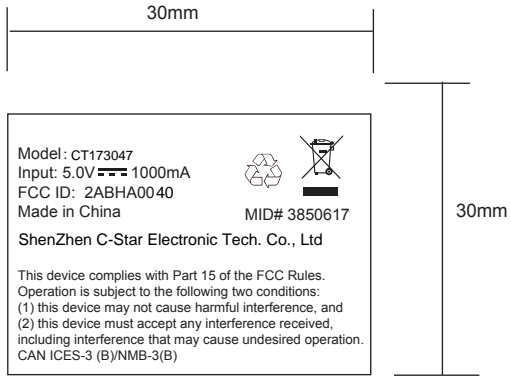 30mm
Model: CT173047
Input: 5.0V 1000mA
FCC ID: 2ABHA0040
Made in China
MID# 3850617
ShenZhen C-Star Electronic Tech. Co., Ltd
This device complies with Part 15 of the FCC Rules.
Operation is subject to the following two conditions:
(1) this device may not cause harmful interference, and
(2) this device must accept any interference received,
including interference that may cause undesired operation.
CAN ICES-3 (B)/NMB-3(B)
30mm